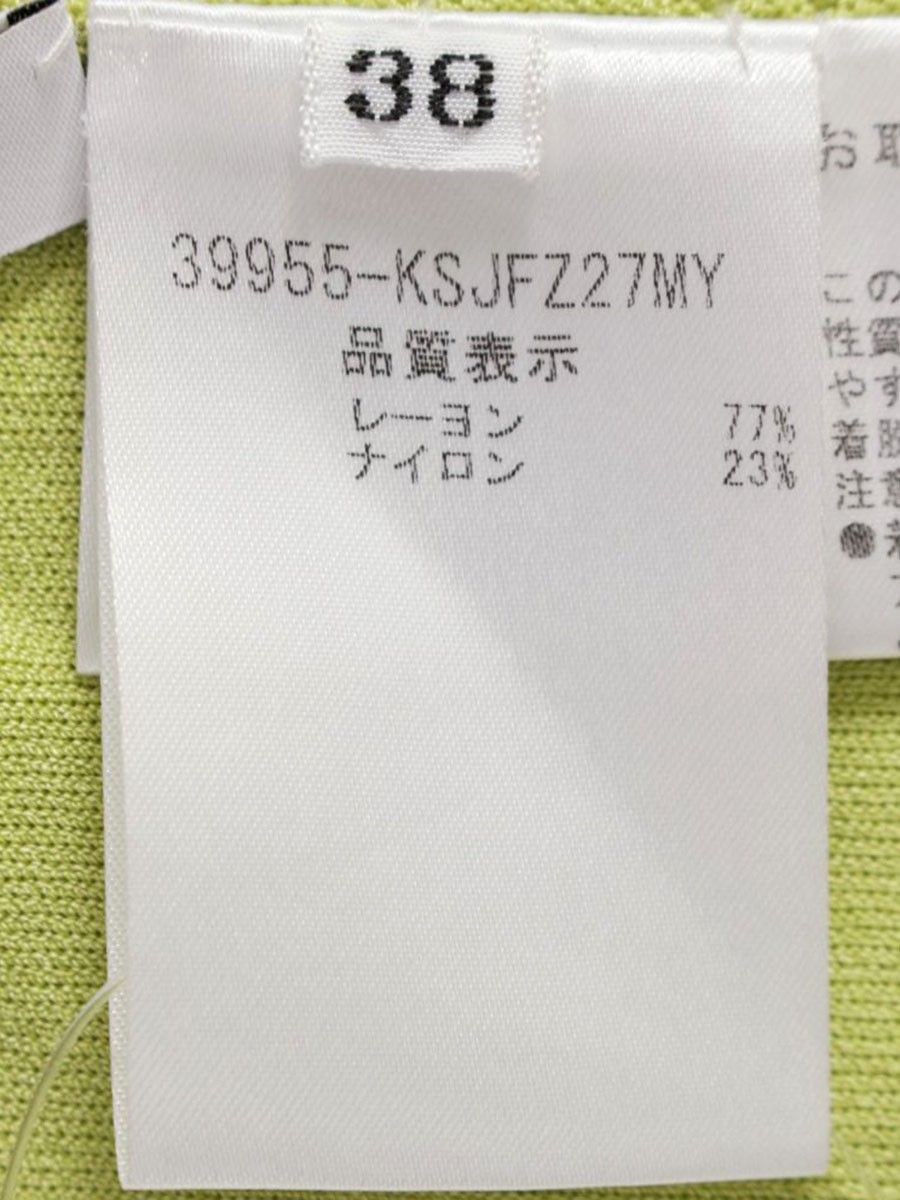 38
39955-KSJFZ27MY
品質表示
レーヨン 77%
ナイロン 23%
お取
この
性質
やす
着脱
注意
●着